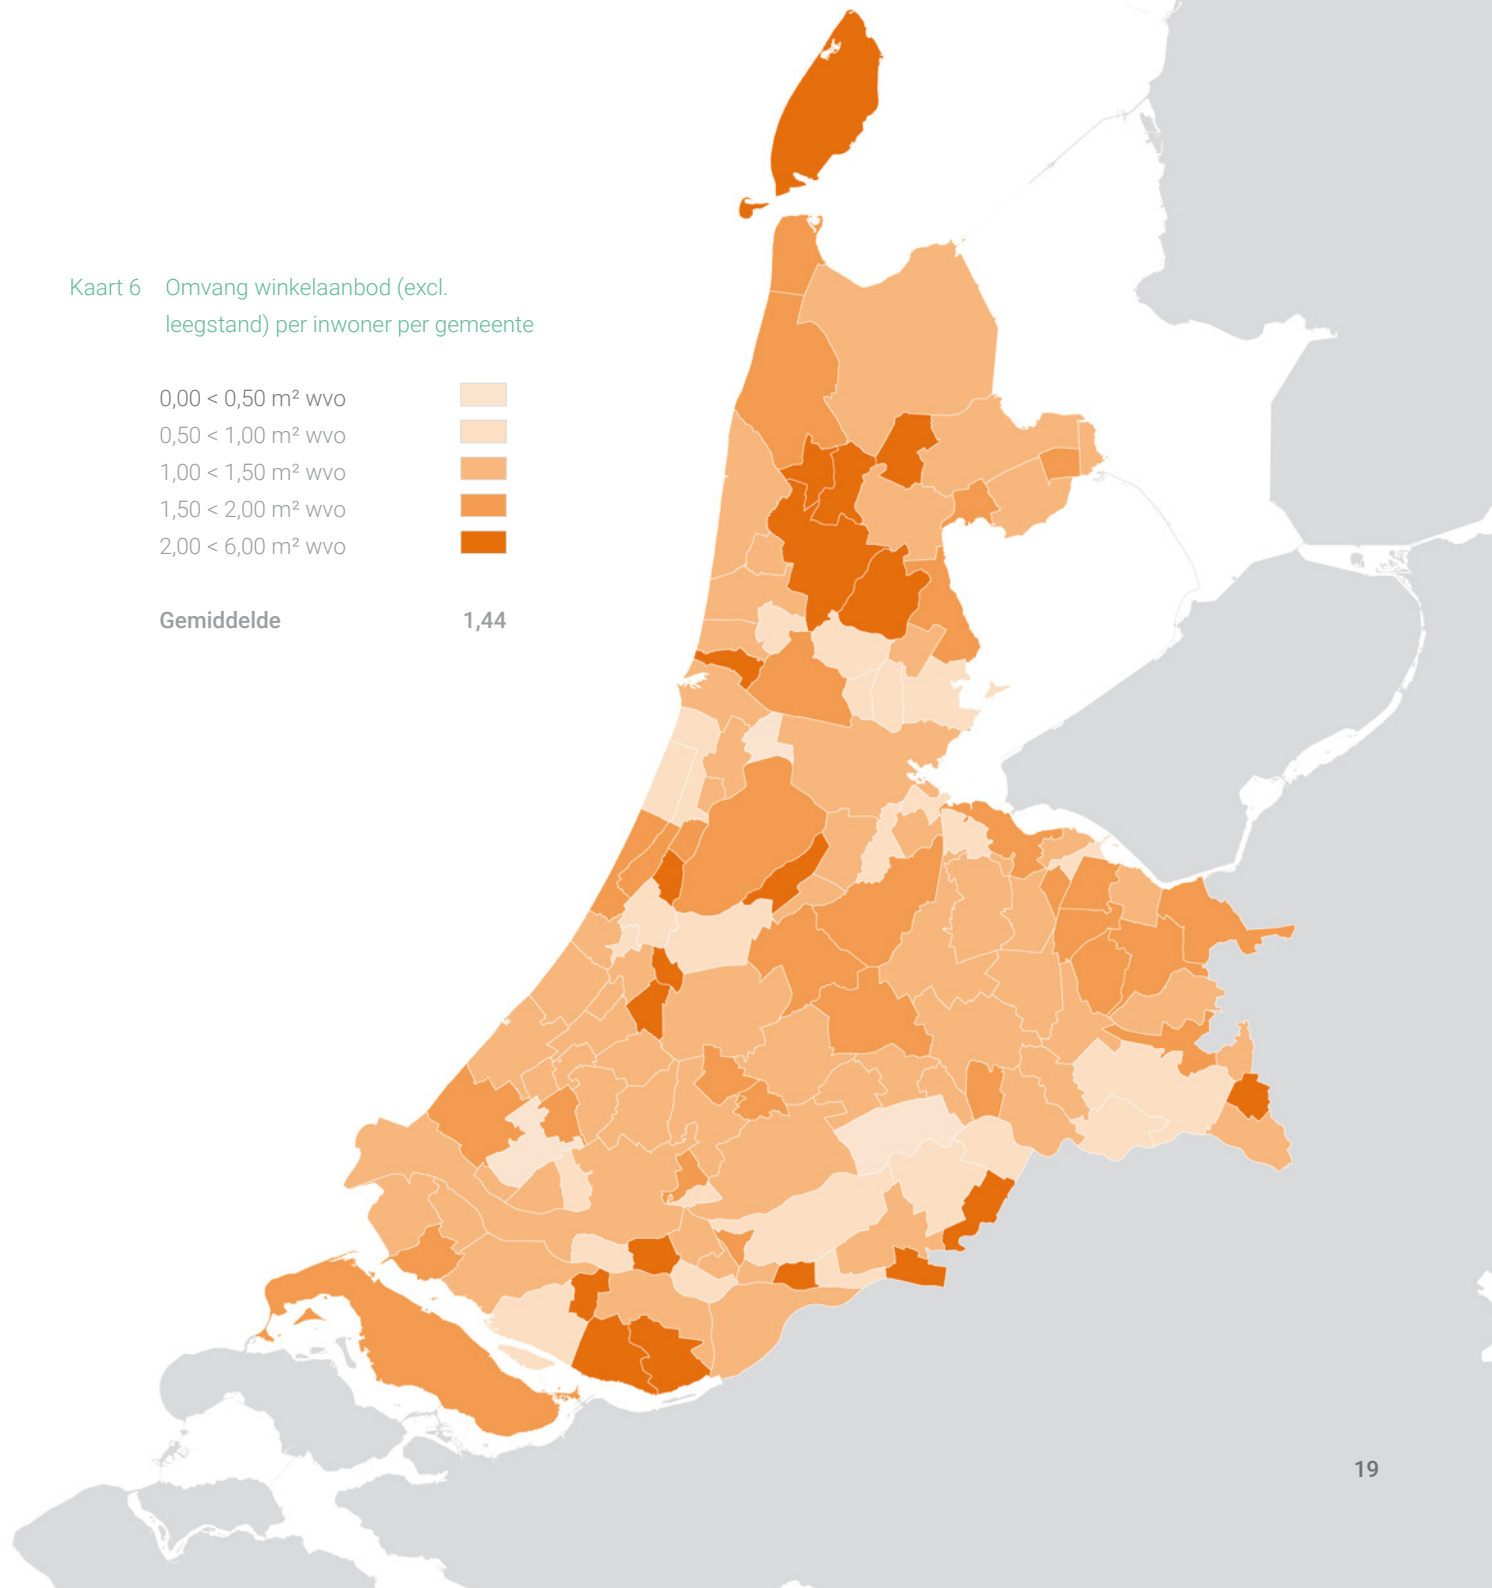 Kaart 6 Omvang winkelaanbod (excl.
leegstand) per inwoner per gemeente
0,00 < 0,50 m² wvo
0,50 < 1,00 m² wvo
1,00 < 1,50 m² wvo
1,50 < 2,00 m² wvo
2,00 < 6,00 m² wvo
Gemiddelde 1,44
19